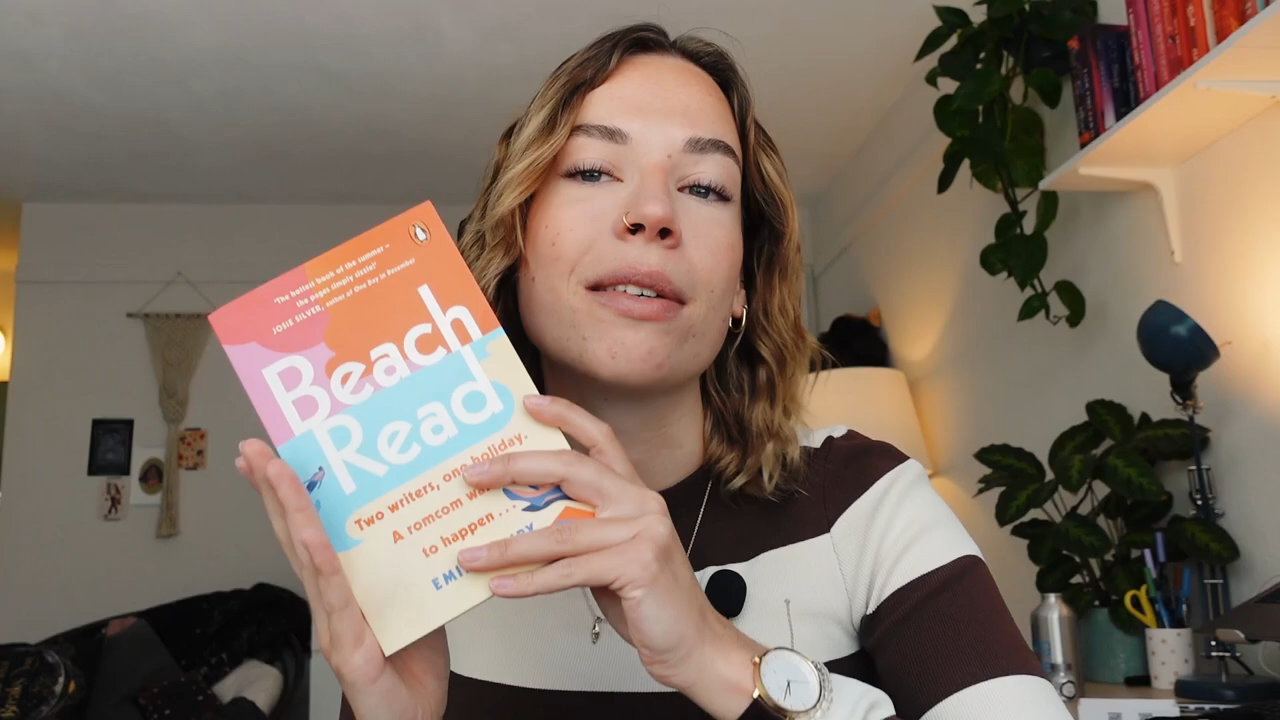 'The hottest book of the summer –
the pages simply sizzle!'
JOSIE SILVER, author of One Day in December
Beach
Read
Two writers, one holiday.
A romcom
to happen ...